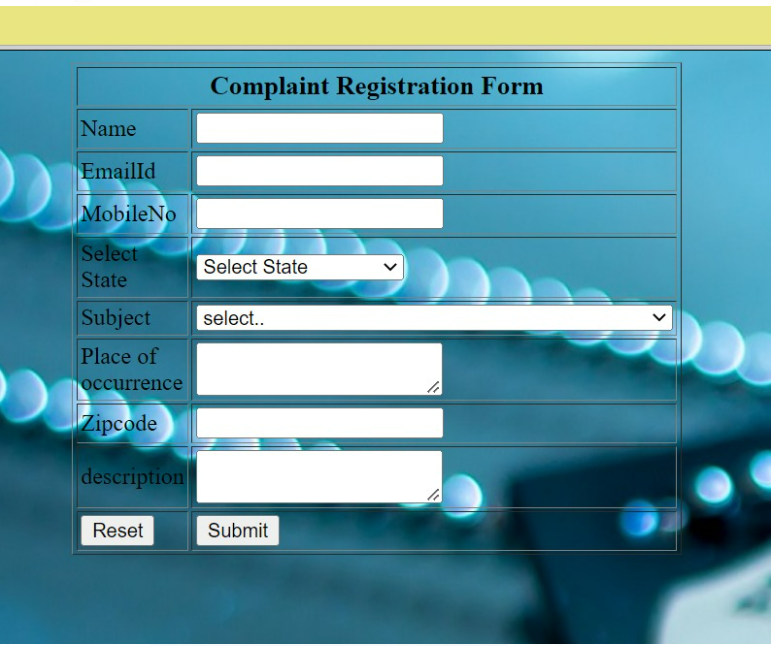 Complaint Registration Form
Name
EmailId
MobileNo
Select
State
Select State
Subject
select..
Place of
occurrence
Zipcode
description
Reset
Submit